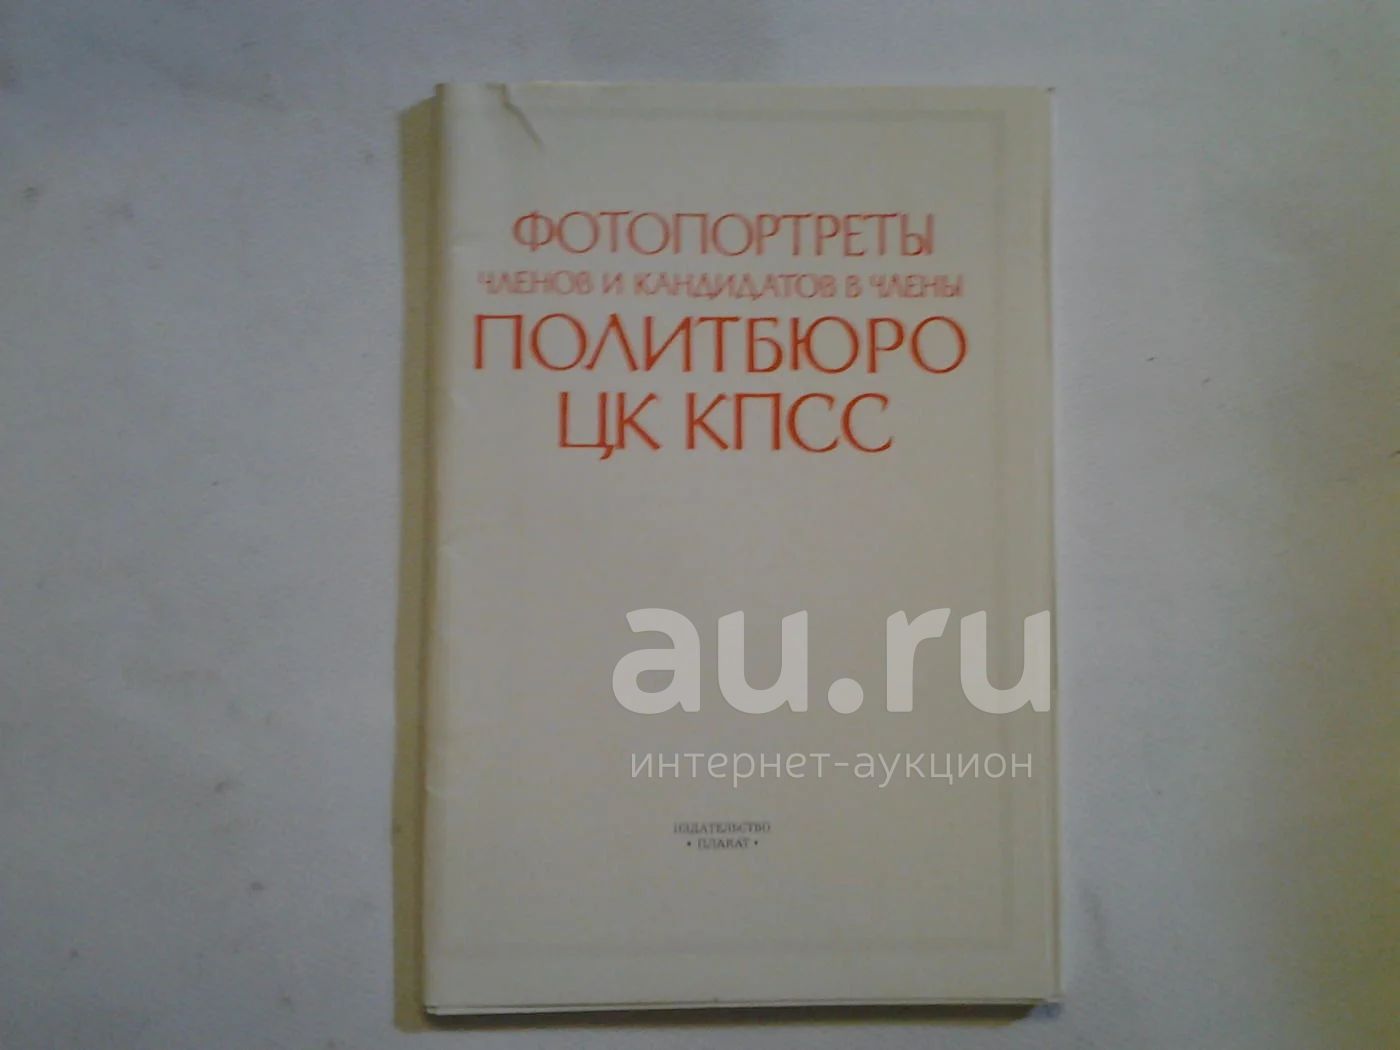 ФОТОПОРТРЕТЫ
ЧЛЕНОВ И КАНДИДАТОВ В ЧЛЕНЫ
ПОЛИТБЮРО
ЦК КПСС
au.ru
интернет-аукцион
ИЗДАТЕЛЬСТВО
• ПЛАКАТ •